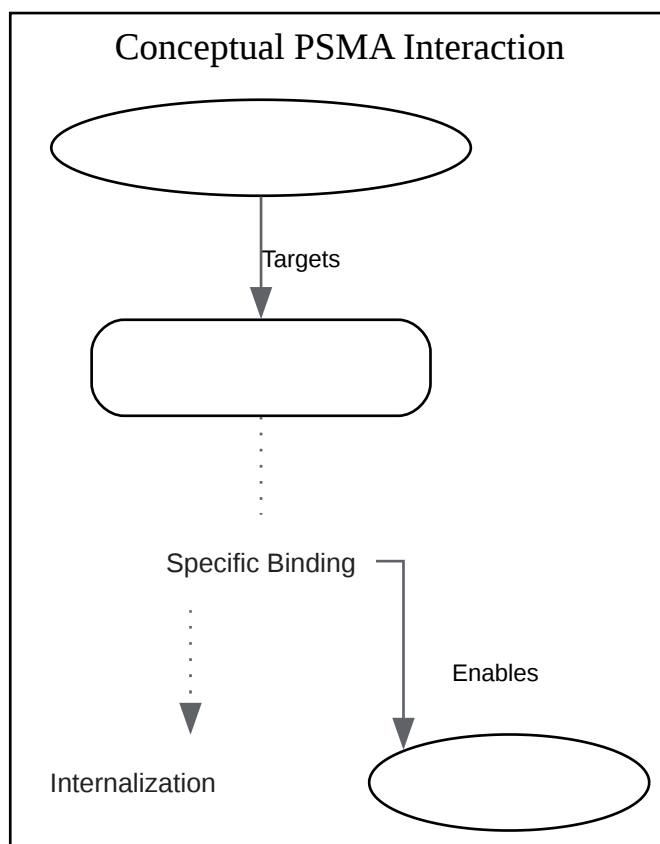 Conceptual PSMA Interaction
Targets
Specific Binding
Enables
Internalization